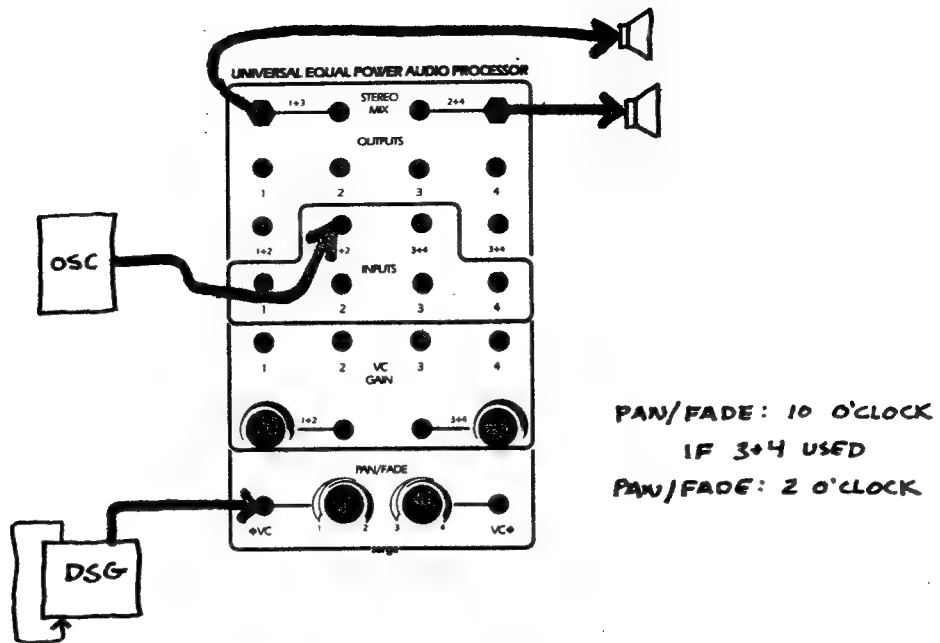 UNIVERSAL EQUAL POWER AUDIO PROCESSOR
1+3 STEREO MIX 2+4
OUTPUTS
1 2 3 4
1+2 +2 3+4 3+4
OSC
INPUTS
1 2 3 4
1 2 VC GAIN 3 4
1+2 3+4
PAN/FADE
+VC 1 2 3 4 VC+
serge
DSG
PAN/FADE: 10 O'CLOCK
IF 3+4 USED
PAN/FADE: 2 O'CLOCK